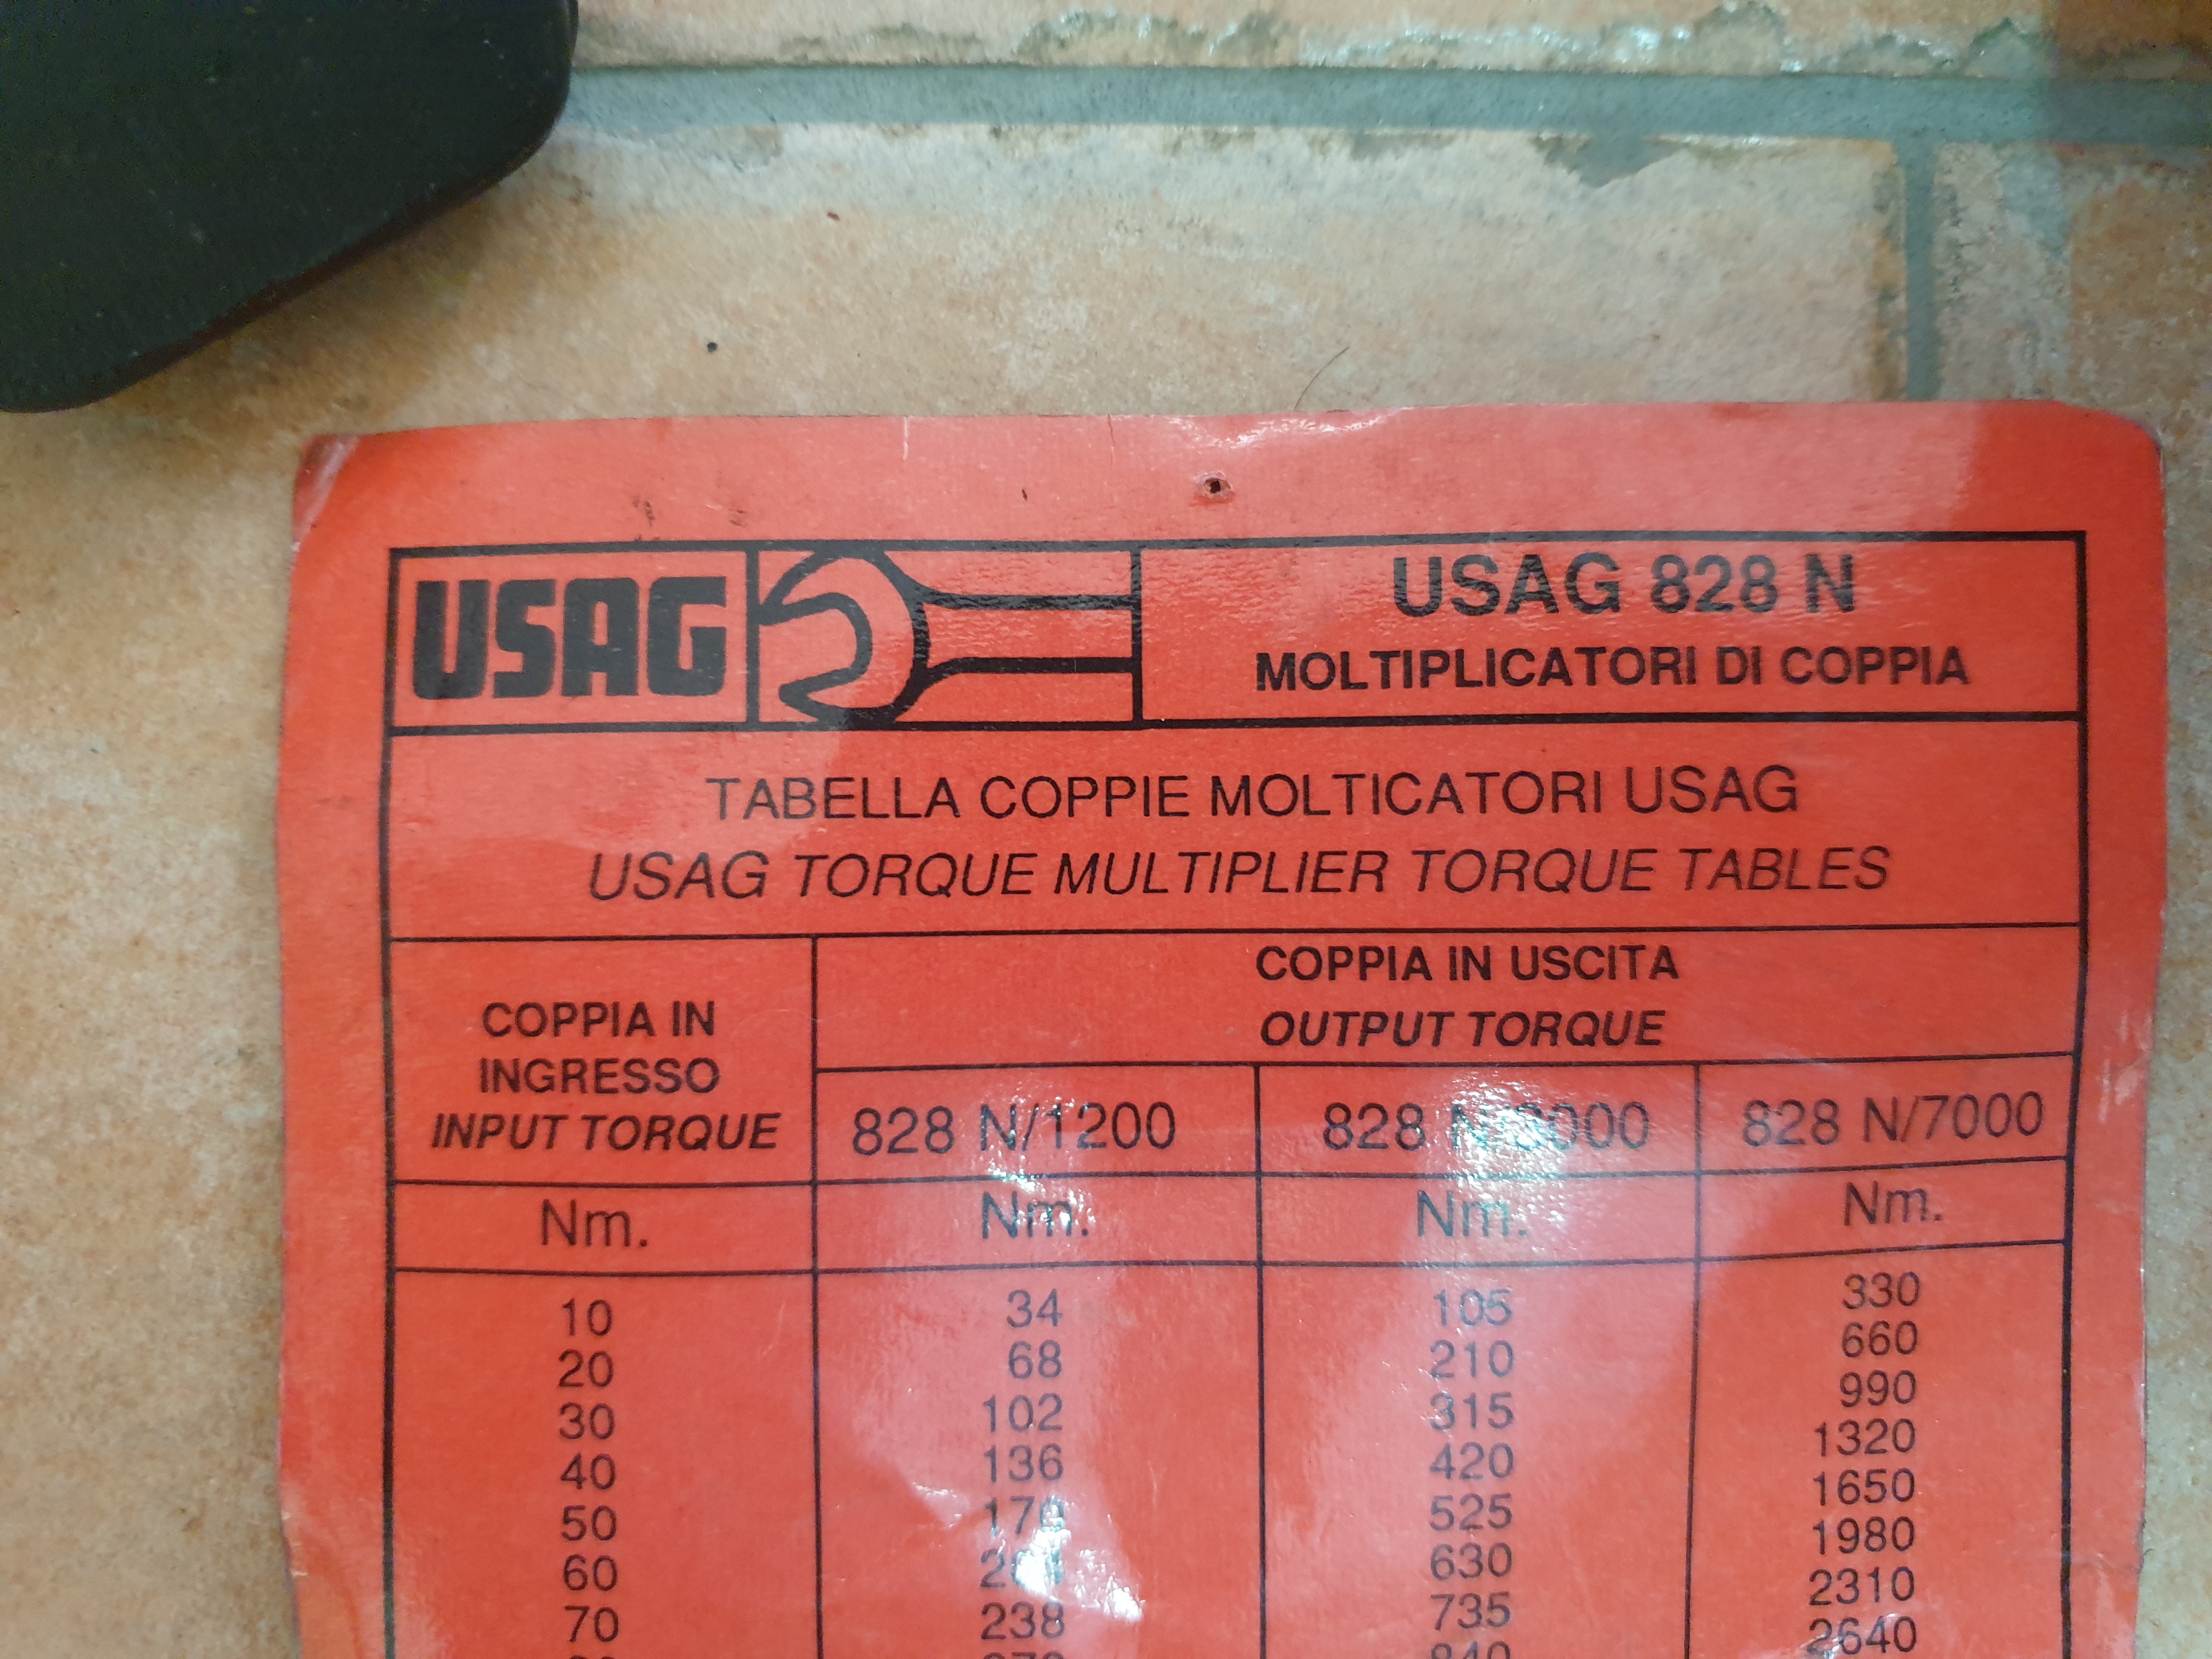 USAG
USAG 828 N
MOLTIPLICATORI DI COPPIA
TABELLA COPPIE MOLTICATORI USAG
USAG TORQUE MULTIPLIER TORQUE TABLES
COPPIA IN
INGRESSO
INPUT TORQUE
COPPIA IN USCITA
OUTPUT TORQUE
828 N/1200 828 828 N/7000
Nm. Nm. Nm. Nm.
10 34 105 330
20 68 210 660
30 102 315 990
40 136 420 1320
50 170 525 1650
60 630 1980
70 238 735 2310
2640